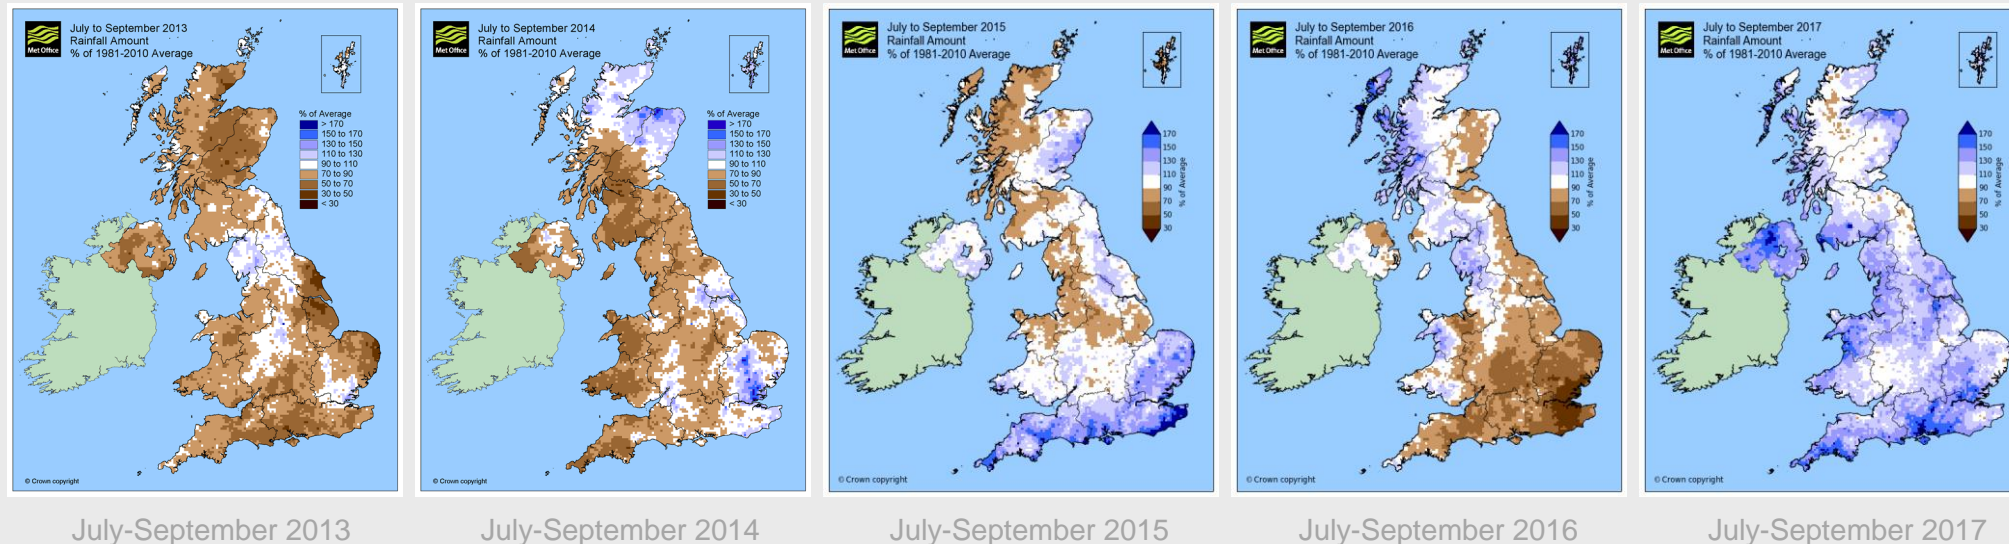 July to September 2013
Rainfall Amount
% of 1981-2010 Average
Met Office
% of Average
> 170
150 to 170
130 to 150
110 to 130
90 to 110
70 to 90
50 to 70
30 to 50
< 30
© Crown copyright
July-September 2013
July to September 2014
Rainfall Amount
% of 1981-2010 Average
Met Office
% of Average
> 170
150 to 170
130 to 150
110 to 130
90 to 110
70 to 90
50 to 70
30 to 50
< 30
© Crown copyright
July-September 2014
July to September 2015
Rainfall Amount
% of 1981-2010 Average
Met Office
170
150
130
110
90
70
50
30
% of Average
© Crown copyright
July-September 2015
July to September 2016
Rainfall Amount
% of 1981-2010 Average
Met Office
170
150
130
110
90
70
50
30
% of Average
© Crown copyright
July-September 2016
July to September 2017
Rainfall Amount
% of 1981-2010 Average
Met Office
170
150
130
110
90
70
50
30
% of Average
© Crown copyright
July-September 2017